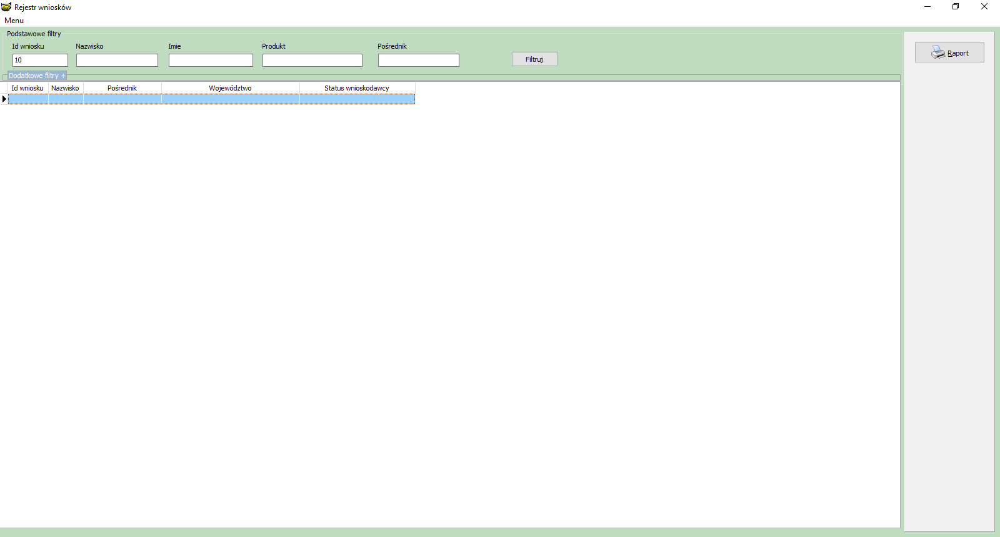 Rejestr wniosków
Menu
Podstawowe filtry
Id wniosku Nazwisko Imie Produkt Pośrednik
10 Filtruj
Raport
Dodatkowe filtry +
Id wniosku Nazwisko Pośrednik Województwo Status wnioskodawcy